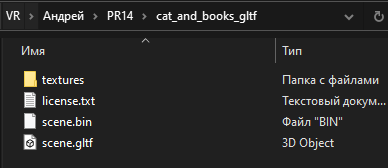 VR > Андрей > PR14 > cat_and_books_gltf
Имя Тип
textures Папка с файлами
license.txt Текстовый докум...
scene.bin Файл "BIN"
scene.gltf 3D Object